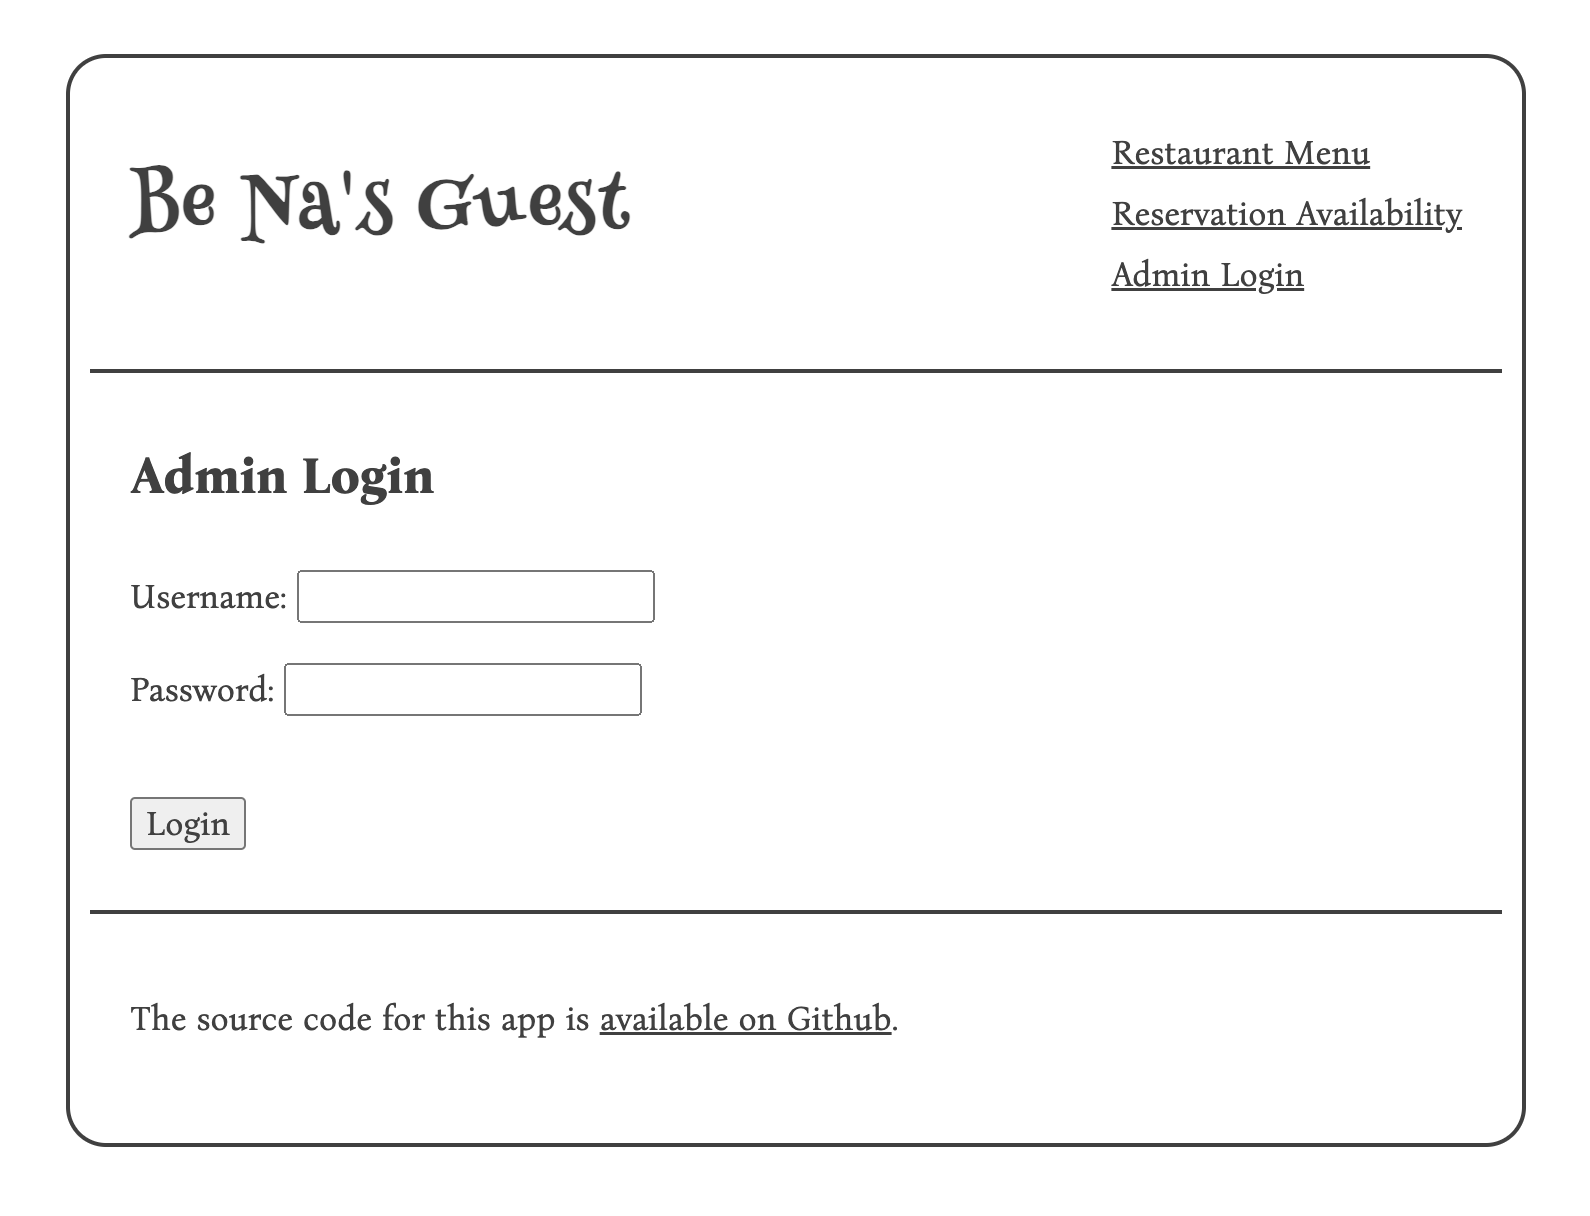 Be Na's Guest
Restaurant Menu
Reservation Availability
Admin Login
Admin Login
Username:
Password:
Login
The source code for this app is available on Github.